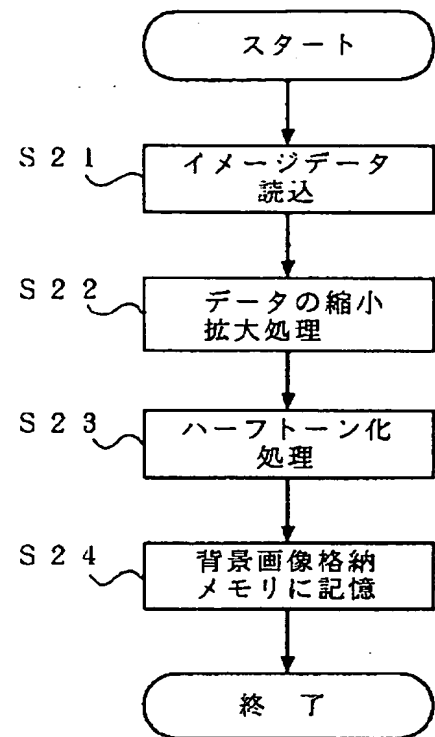 スタート
S21
イメージデータ
読込
S22
データの縮小
拡大処理
S23
ハーフトーン化
処理
S24
背景画像格納
メモリに記憶
終了